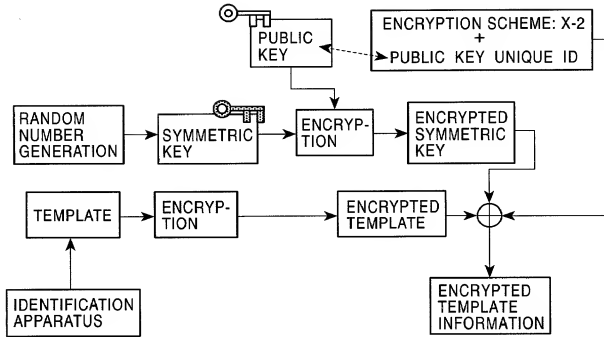 PUBLIC
KEY
ENCRYPTION SCHEME: X-2
+
PUBLIC KEY UNIQUE ID
RANDOM
NUMBER
GENERATION
SYMMETRIC
KEY
ENCRYP-
TION
ENCRYPTED
SYMMETRIC
KEY
TEMPLATE
ENCRYP-
TION
ENCRYPTED
TEMPLATE
IDENTIFICATION
APPARATUS
ENCRYPTED
TEMPLATE
INFORMATION